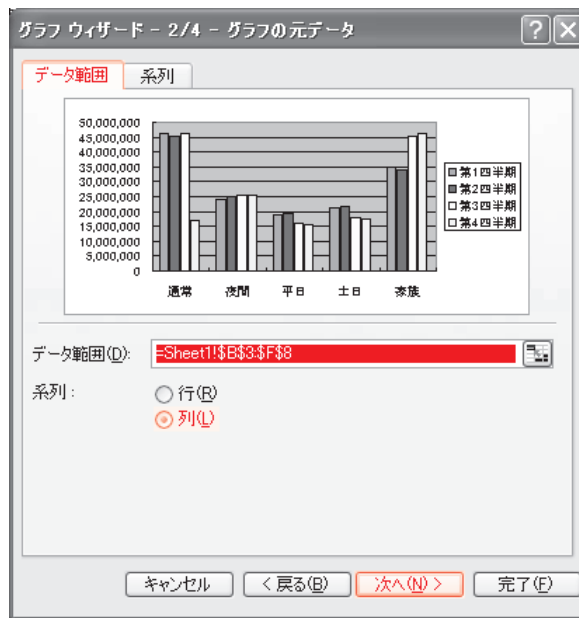 グラフ ウィザード - 2/4 - グラフの元データ
データ範囲 系列
50,000,000
45,000,000
40,000,000
35,000,000
30,000,000
25,000,000
20,000,000
15,000,000
10,000,000
5,000,000
0
通常 夜間 平日 土日 家族
第1四半期
第2四半期
第3四半期
第4四半期
データ範囲(D): =Sheet1!$B$3:$F$8
系列: 行(R)
列(L)
キャンセル < 戻る(B) 次へ(N) > 完了(F)